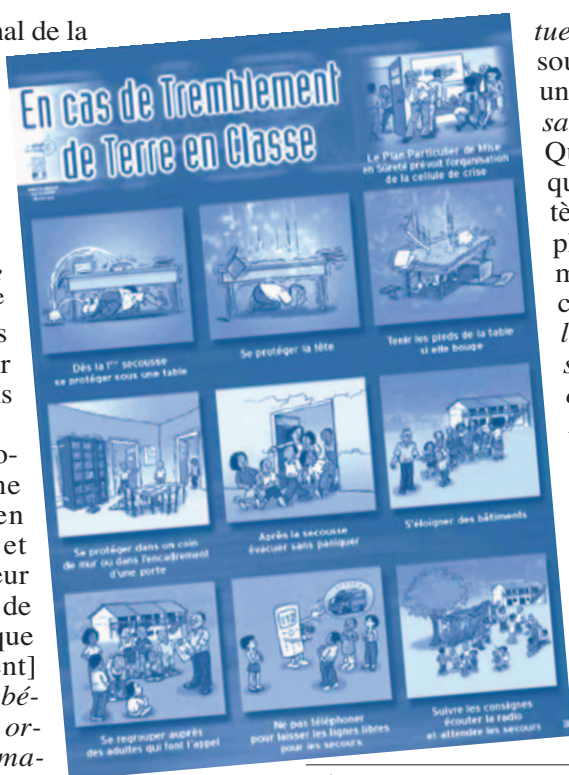 nal de la
En cas de Tremblement
de Terre en Classe
Le Plan Particulier de Mise
en Sûreté prévoit l'organisation
de la cellule de crise
Dès la 1ère secousse
se protéger sous une table
Se protéger la tête
Tenir les pieds de la table
si elle bouge
Se protéger dans un coin
de mur ou dans l'encadrement
d'une porte
Après la secousse
évacuer sans paniquer
S'éloigner des bâtiments
Se regrouper auprès
des adultes qui font l'appel
112
Ne pas téléphoner
pour laisser les lignes libres
pour les secours
Suivre les consignes
écouter la radio
et attendre les secours
,
e
s
r
s
o-
ne
en
et
eur
de
que
ent]
bé-
or-
ma-
tue
sou
un
sa
Qu
qu
tè
pl
m
c
l
s